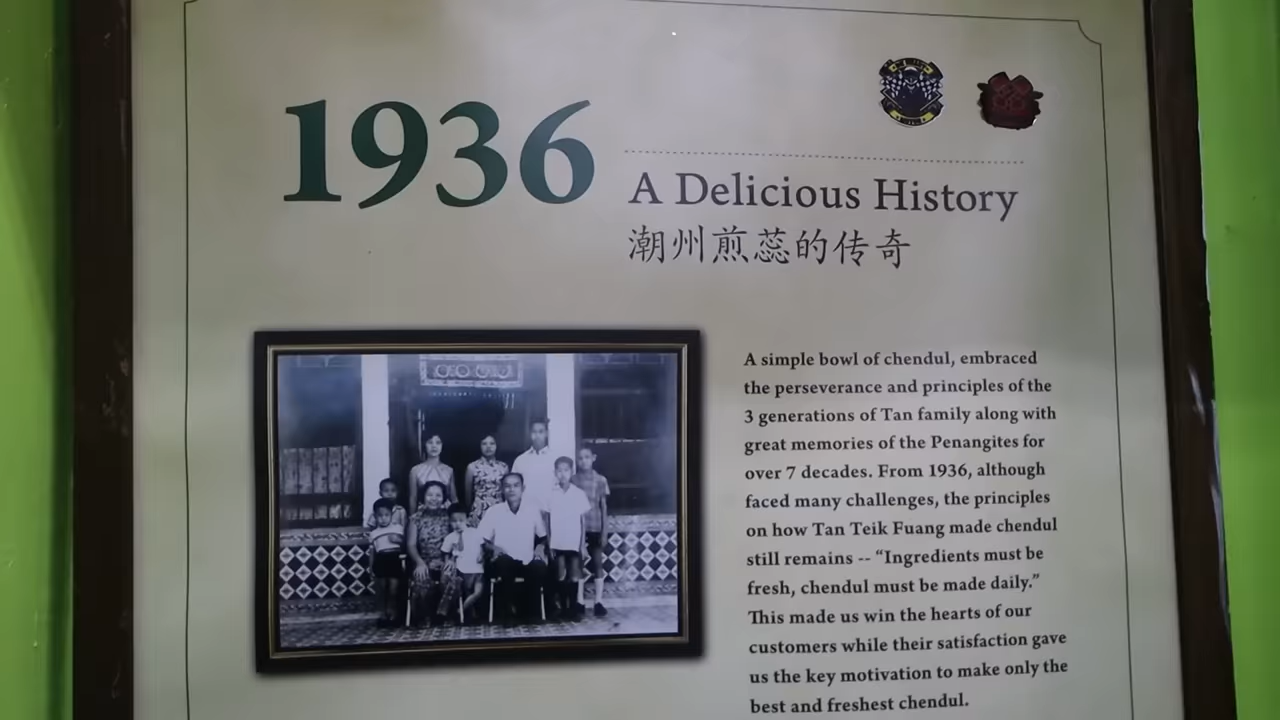 1936
A Delicious History
潮州煎蕊的传奇
A simple bowl of chendul, embraced
the perseverance and principles of the
3 generations of Tan family along with
great memories of the Penangites for
over 7 decades. From 1936, although
faced many challenges, the principles
on how Tan Teik Fuang made chendul
still remains -- “Ingredients must be
fresh, chendul must be made daily.”
This made us win the hearts of our
customers while their satisfaction gave
us the key motivation to make only the
best and freshest chendul.